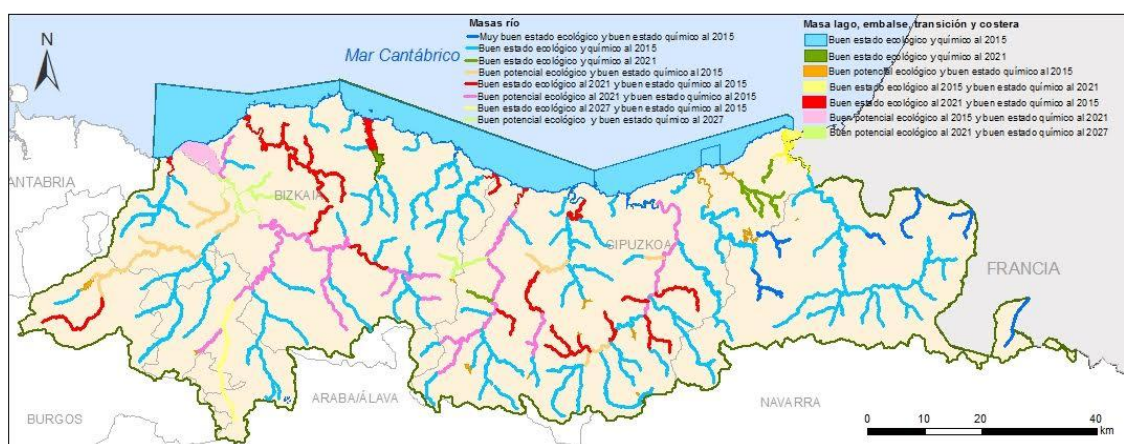 N
Mar Cantábrico
Masas río
Muy buen estado ecológico y buen estado químico al 2015
Buen estado ecológico y químico al 2015
Buen estado ecológico y químico al 2021
Buen potencial ecológico y buen estado químico al 2015
Buen estado ecológico al 2021 y buen estado químico al 2015
Buen potencial ecológico al 2021 y buen estado químico al 2015
Buen estado ecológico al 2027 y buen estado químico al 2015
Buen potencial ecológico y buen estado químico al 2027
Masa lago, embalse, transición y costera
Buen estado ecológico y químico al 2015
Buen estado ecológico y químico al 2021
Buen potencial ecológico y buen estado químico al 2015
Buen estado ecológico al 2015 y buen estado químico al 2021
Buen estado ecológico al 2021 y buen estado químico al 2015
Buen potencial ecológico al 2015 y buen estado químico al 2021
Buen potencial ecológico al 2021 y buen estado químico al 2027
ANTABRIA
BIZKAIA
GIPUZKOA
FRANCIA
ARABA/ÁLAVA
NAVARRA
BURGOS
0 10 20 40
km